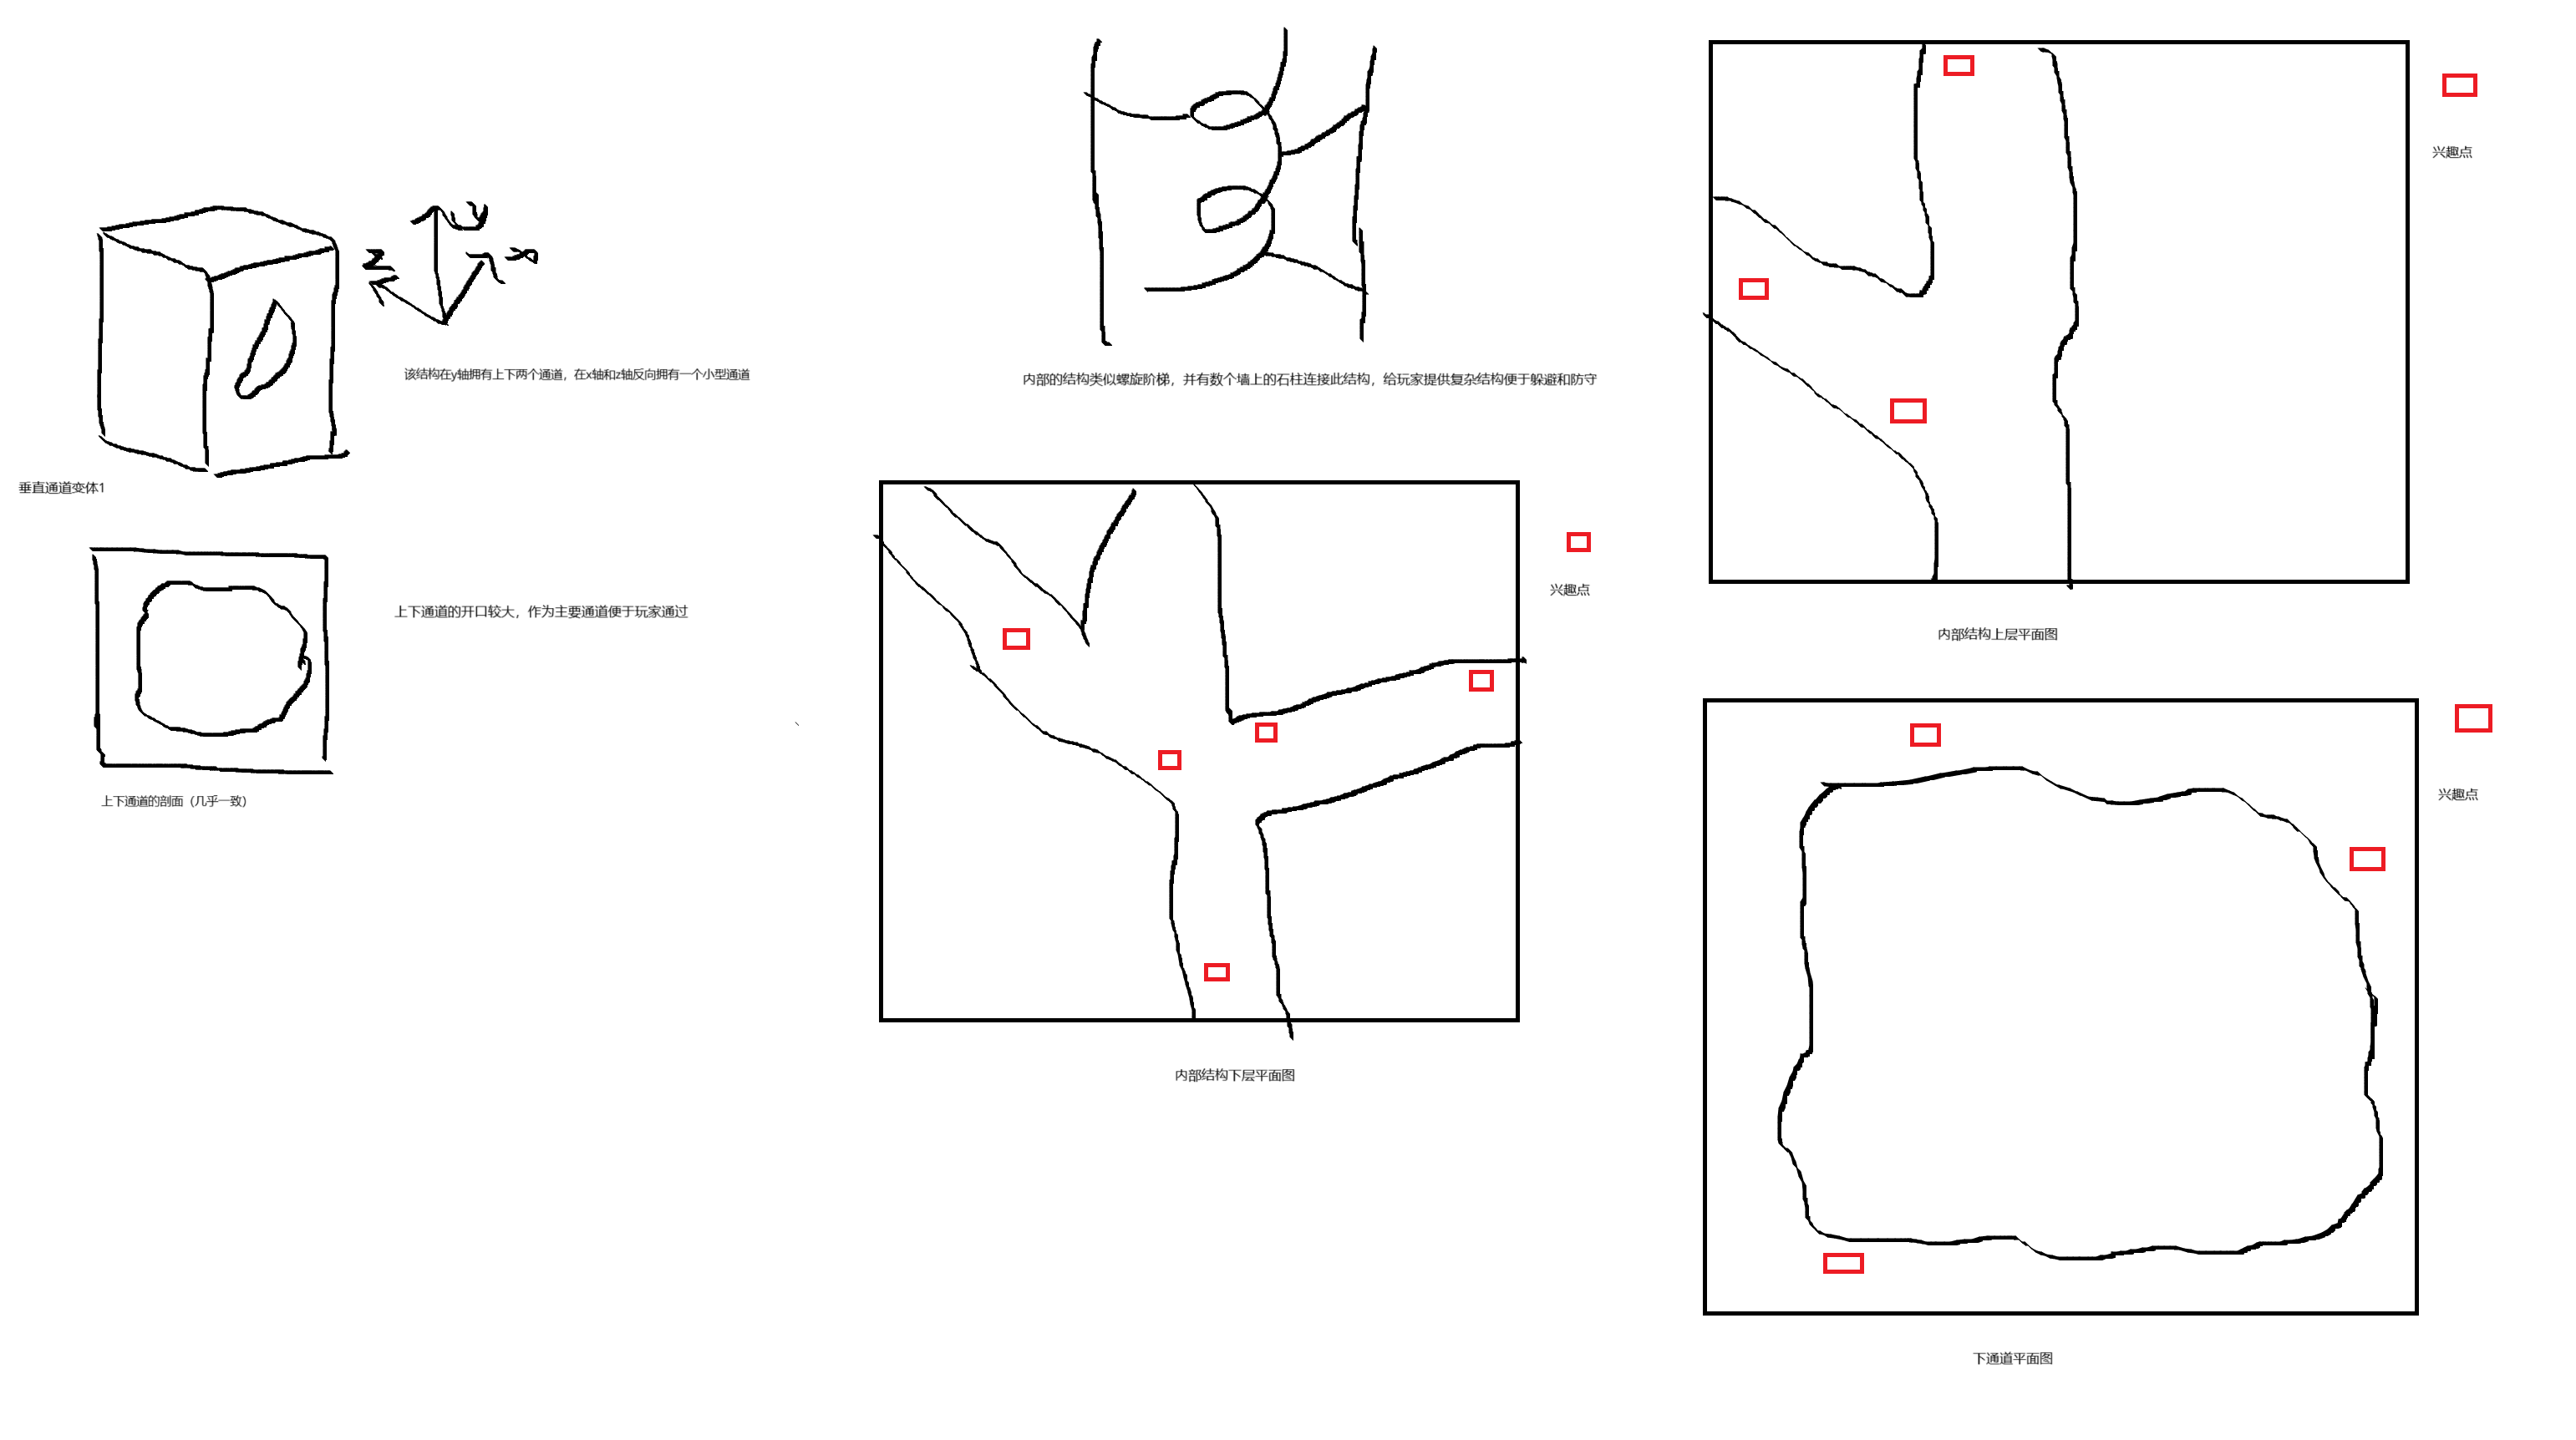 y
z
x
该结构在y轴拥有上下两个通道，在x轴和z轴反向拥有一个小型通道
垂直通道变体1
上下通道的开口较大，作为主要通道便于玩家通过
上下通道的剖面（几乎一致）
内部的结构类似螺旋阶梯，并有数个墙上的石柱连接此结构，给玩家提供复杂结构便于躲避和防守
兴趣点
内部结构下层平面图
兴趣点
内部结构上层平面图
兴趣点
下通道平面图